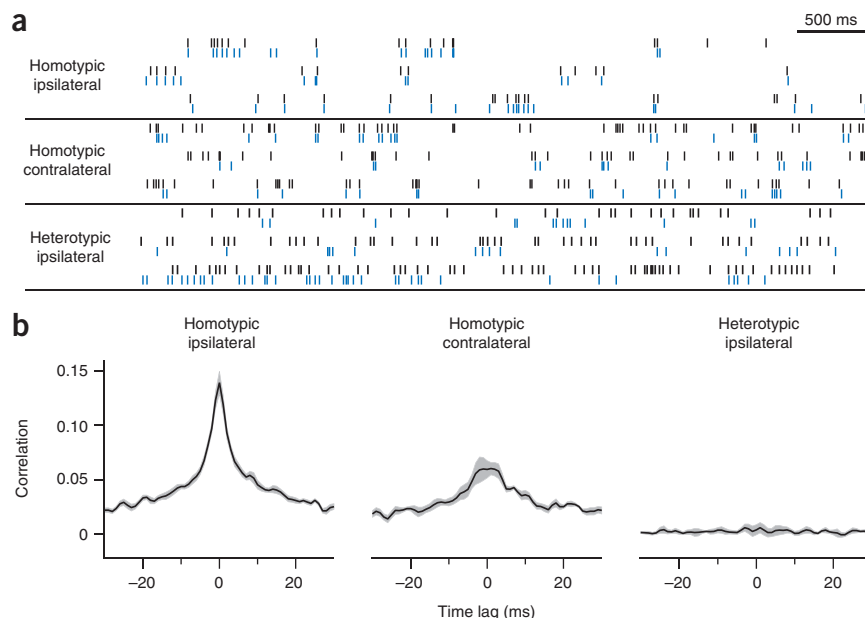 a
500 ms
Homotypic
ipsilateral
Homotypic
contralateral
Heterotypic
ipsilateral
b
Homotypic
ipsilateral
Homotypic
contralateral
Heterotypic
ipsilateral
Correlation
0.15
0.10
0.05
0
−20 0 20
−20 0 20
−20 0 20
Time lag (ms)